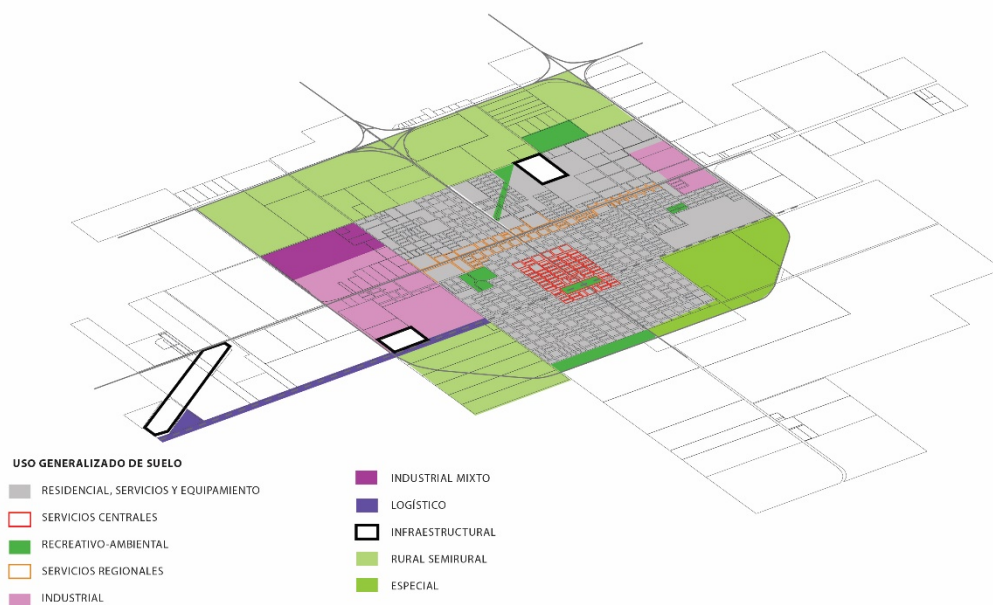 USO GENERALIZADO DE SUELO
RESIDENCIAL, SERVICIOS Y EQUIPAMIENTO
SERVICIOS CENTRALES
RECREATIVO-AMBIENTAL
SERVICIOS REGIONALES
INDUSTRIAL
INDUSTRIAL MIXTO
LOGÍSTICO
INFRAESTRUCTURAL
RURAL SEMIRURAL
ESPECIAL